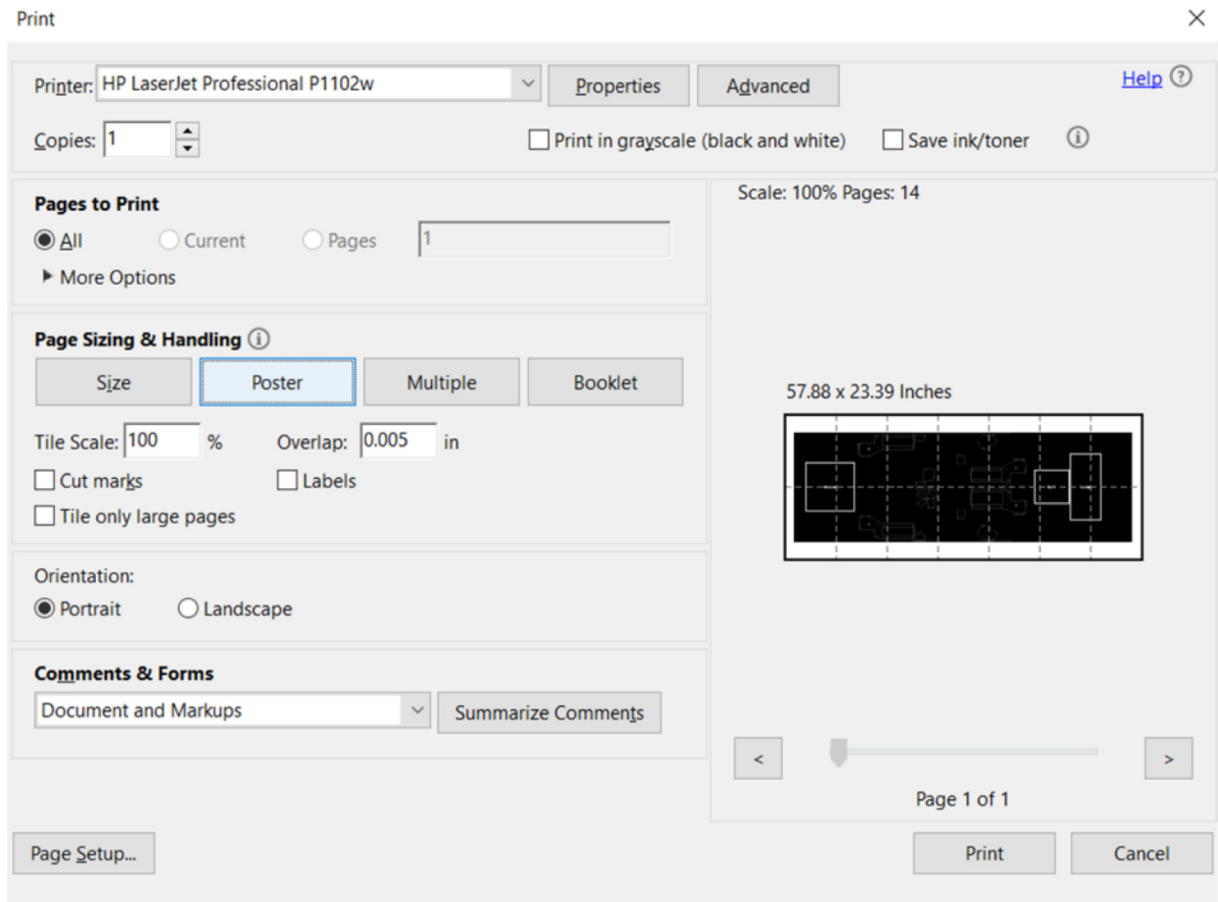 Print
Printer: HP LaserJet Professional P1102w Properties Advanced Help
Copies: 1 Print in grayscale (black and white) Save ink/toner
Pages to Print
All Current Pages 1
More Options
Page Sizing & Handling
Size Poster Multiple Booklet
Tile Scale: 100 % Overlap: 0.005 in
Cut marks Labels
Tile only large pages
Orientation:
Portrait Landscape
Comments & Forms
Document and Markups Summarize Comments
Page Setup...
Scale: 100% Pages: 14
57.88 x 23.39 Inches
< >
Page 1 of 1
Print Cancel